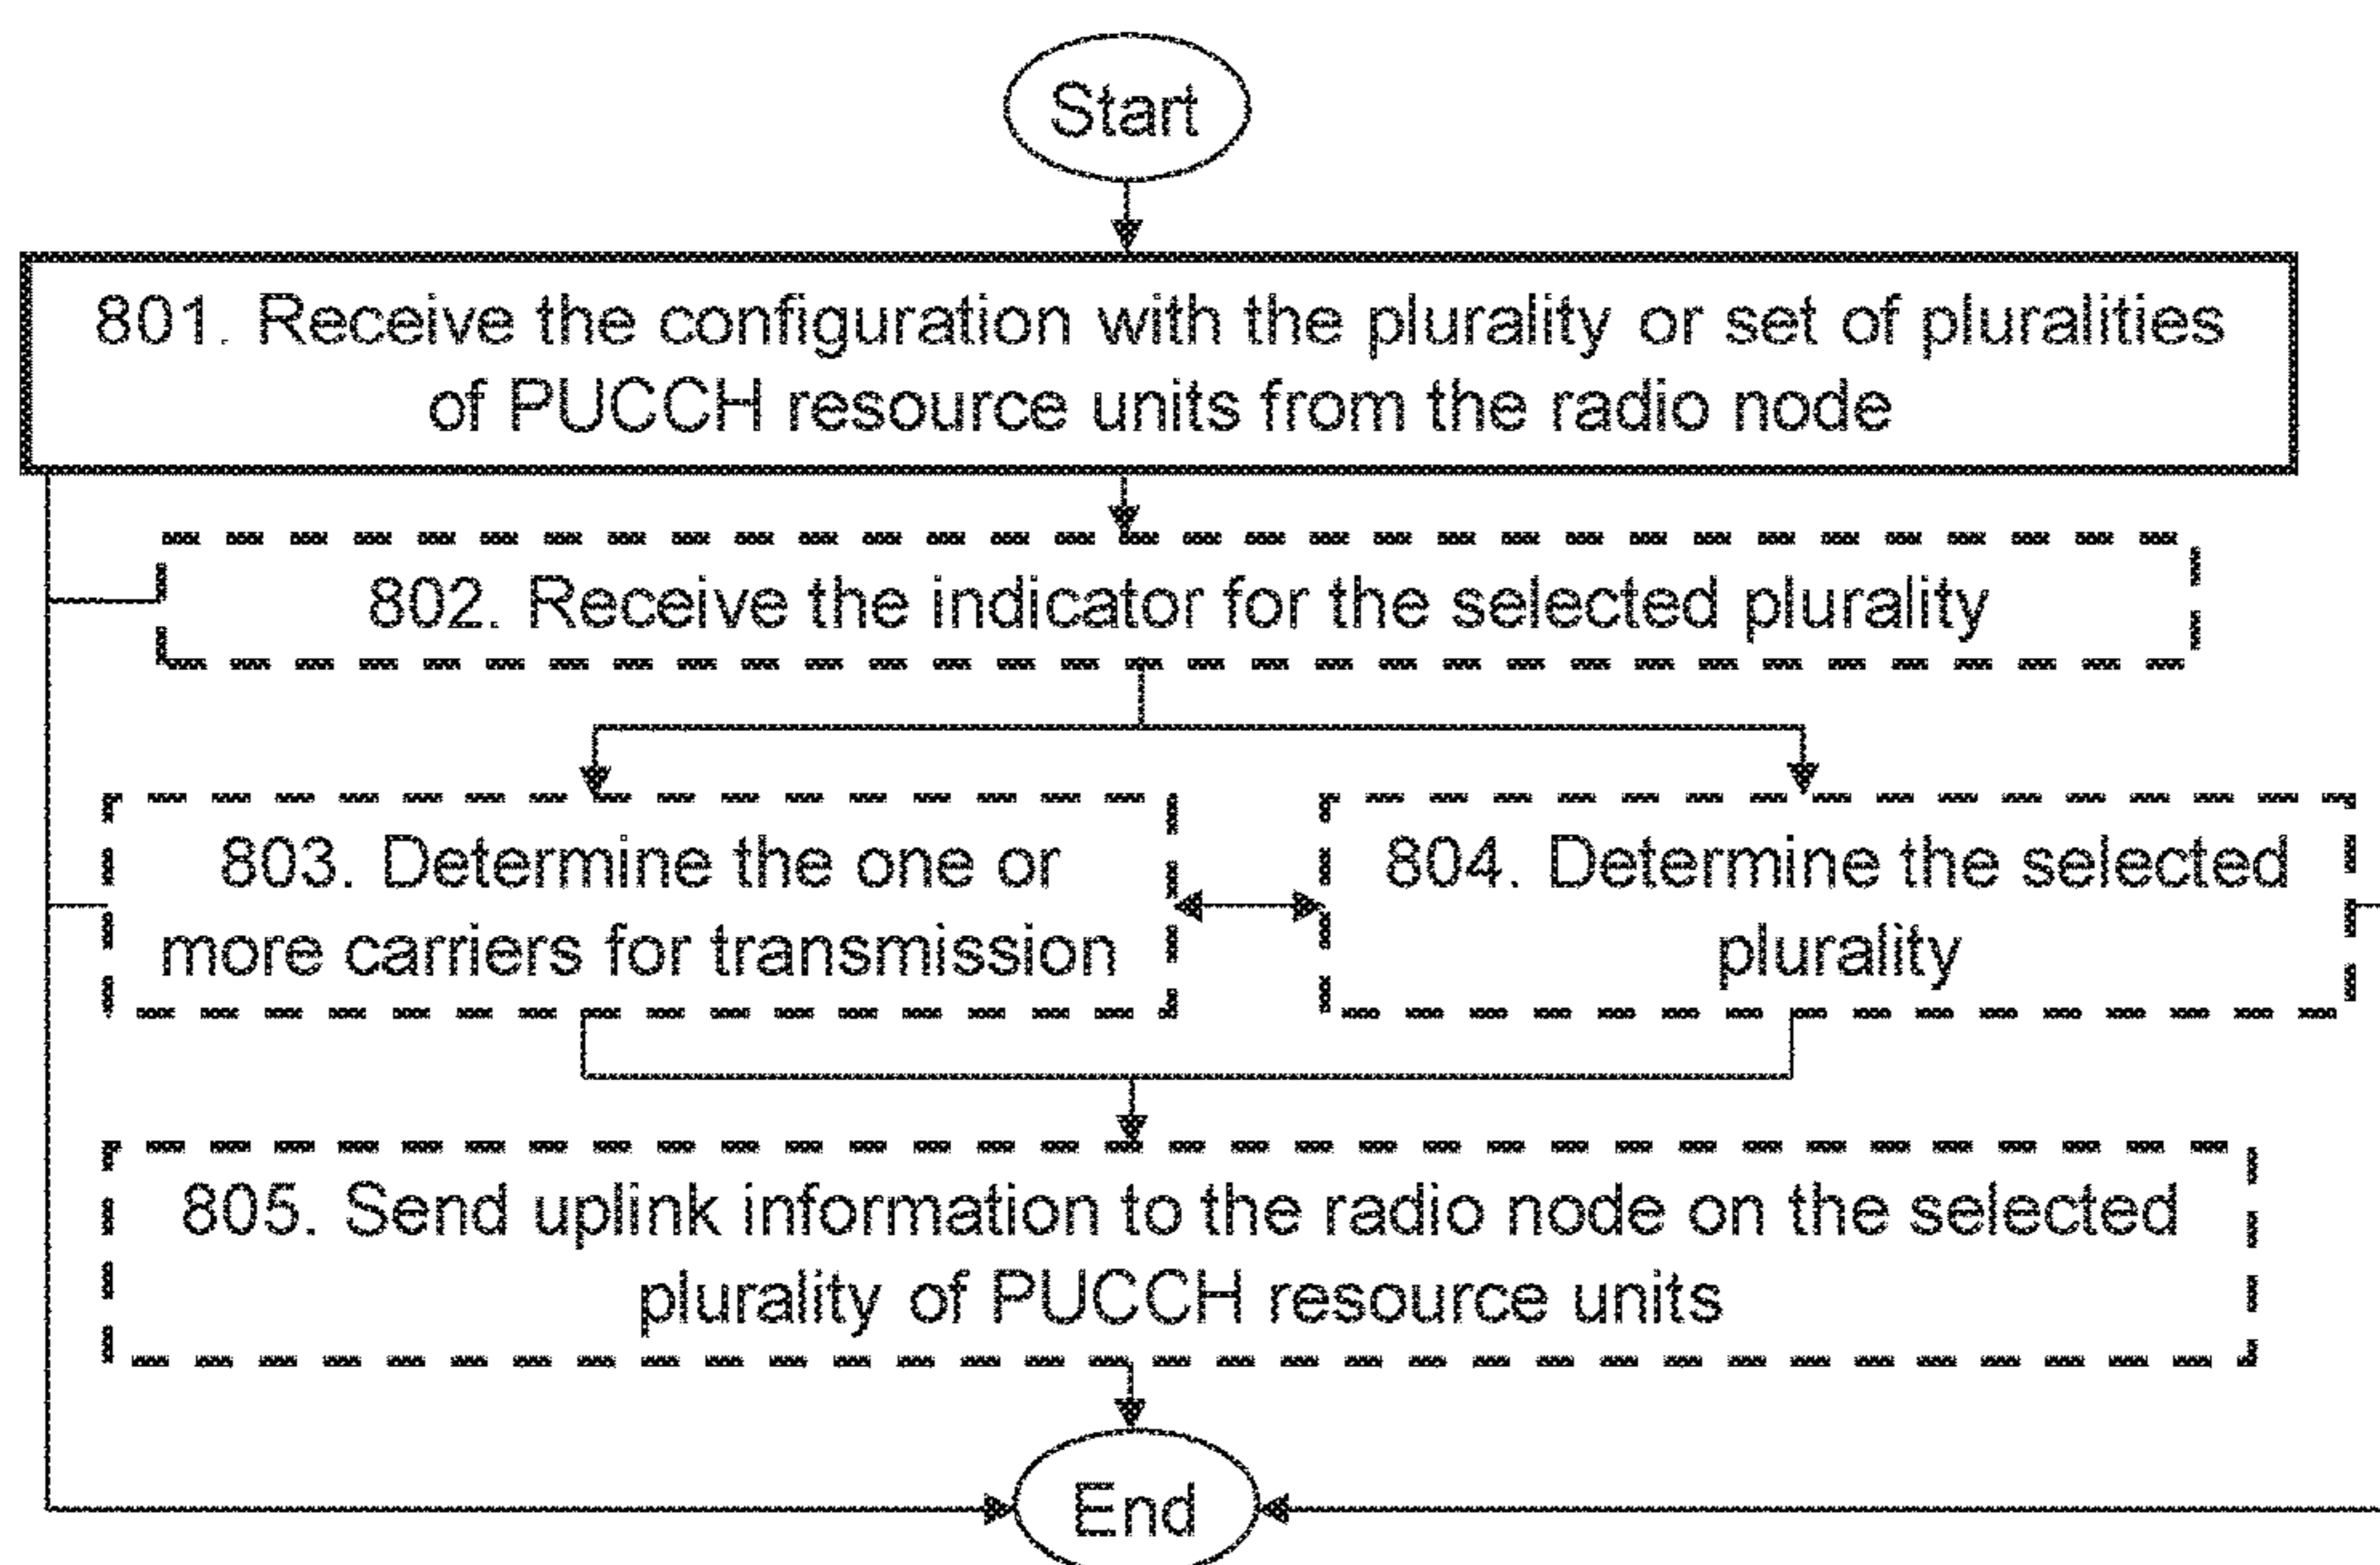 Start
801. Receive the configuration with the plurality or set of pluralities
of PUCCH resource units from the radio node
802. Receive the indicator for the selected plurality
803. Determine the one or
more carriers for transmission
804. Determine the selected
plurality
805. Send uplink information to the radio node on the selected
plurality of PUCCH resource units
End